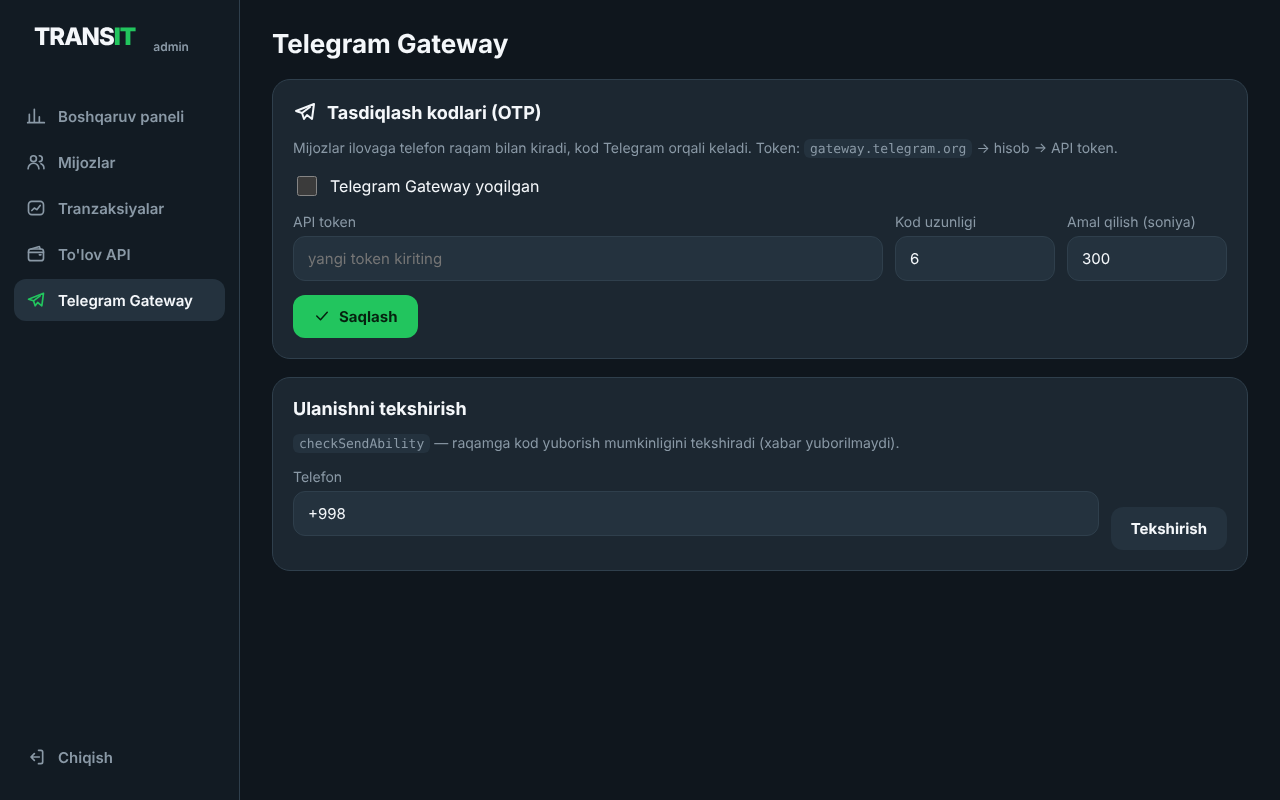 TRANSIT admin
Boshqaruv paneli
Mijozlar
Tranzaksiyalar
To'lov API
Telegram Gateway
Chiqish
Telegram Gateway
Tasdiqlash kodlari (OTP)
Mijozlar ilovaga telefon raqam bilan kiradi, kod Telegram orqali keladi. Token: gateway.telegram.org → hisob → API token.
Telegram Gateway yoqilgan
API token
yangi token kiriting
Kod uzunligi
6
Amal qilish (soniya)
300
Saqlash
Ulanishni tekshirish
checkSendAbility — raqamga kod yuborish mumkinligini tekshiradi (xabar yuborilmaydi).
Telefon
+998
Tekshirish